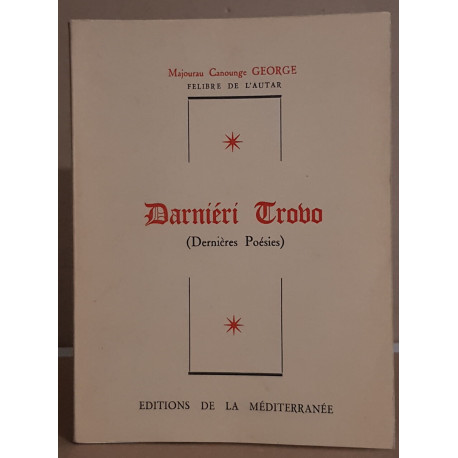 Majourau Canounge GEORGE
FELIBRE DE L'AUTAR
Darniéri Trovo
(Dernières Poésies)
EDITIONS DE LA MÉDITERRANÉE